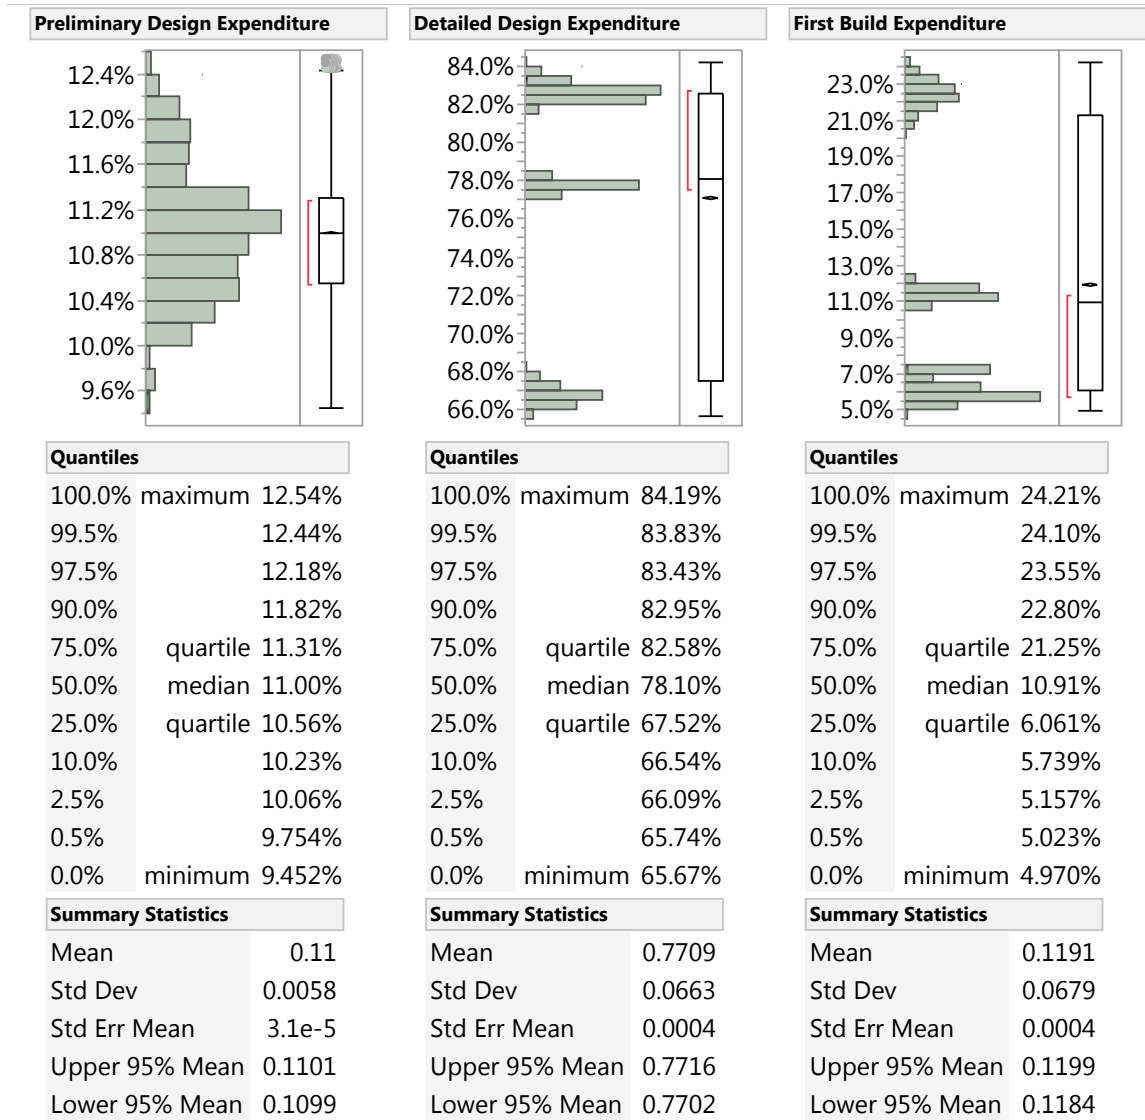 Preliminary Design Expenditure
12.4%
12.0%
11.6%
11.2%
10.8%
10.4%
10.0%
9.6%
Quantiles
100.0% maximum 12.54%
99.5% 12.44%
97.5% 12.18%
90.0% 11.82%
75.0% quartile 11.31%
50.0% median 11.00%
25.0% quartile 10.56%
10.0% 10.23%
2.5% 10.06%
0.5% 9.754%
0.0% minimum 9.452%
Summary Statistics
Mean 0.11
Std Dev 0.0058
Std Err Mean 3.1e-5
Upper 95% Mean 0.1101
Lower 95% Mean 0.1099
Detailed Design Expenditure
84.0%
82.0%
80.0%
78.0%
76.0%
74.0%
72.0%
70.0%
68.0%
66.0%
Quantiles
100.0% maximum 84.19%
99.5% 83.83%
97.5% 83.43%
90.0% 82.95%
75.0% quartile 82.58%
50.0% median 78.10%
25.0% quartile 67.52%
10.0% 66.54%
2.5% 66.09%
0.5% 65.74%
0.0% minimum 65.67%
Summary Statistics
Mean 0.7709
Std Dev 0.0663
Std Err Mean 0.0004
Upper 95% Mean 0.7716
Lower 95% Mean 0.7702
First Build Expenditure
23.0%
21.0%
19.0%
17.0%
15.0%
13.0%
11.0%
9.0%
7.0%
5.0%
Quantiles
100.0% maximum 24.21%
99.5% 24.10%
97.5% 23.55%
90.0% 22.80%
75.0% quartile 21.25%
50.0% median 10.91%
25.0% quartile 6.061%
10.0% 5.739%
2.5% 5.157%
0.5% 5.023%
0.0% minimum 4.970%
Summary Statistics
Mean 0.1191
Std Dev 0.0679
Std Err Mean 0.0004
Upper 95% Mean 0.1199
Lower 95% Mean 0.1184